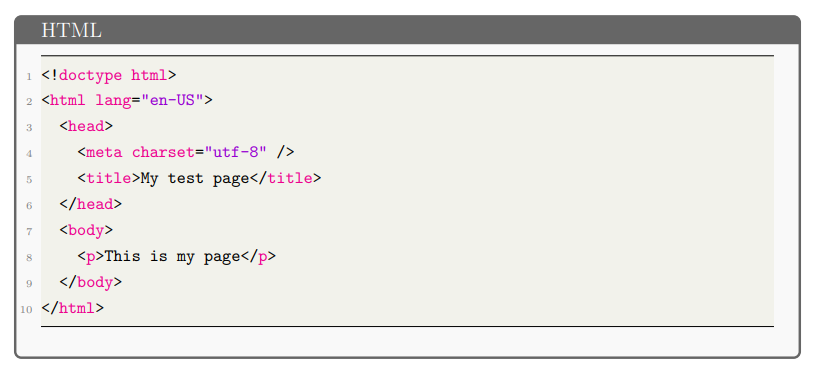 HTML
1 <!doctype html>
2 <html lang="en-US">
3   <head>
4     <meta charset="utf-8" />
5     <title>My test page</title>
6   </head>
7   <body>
8     <p>This is my page</p>
9   </body>
10 </html>